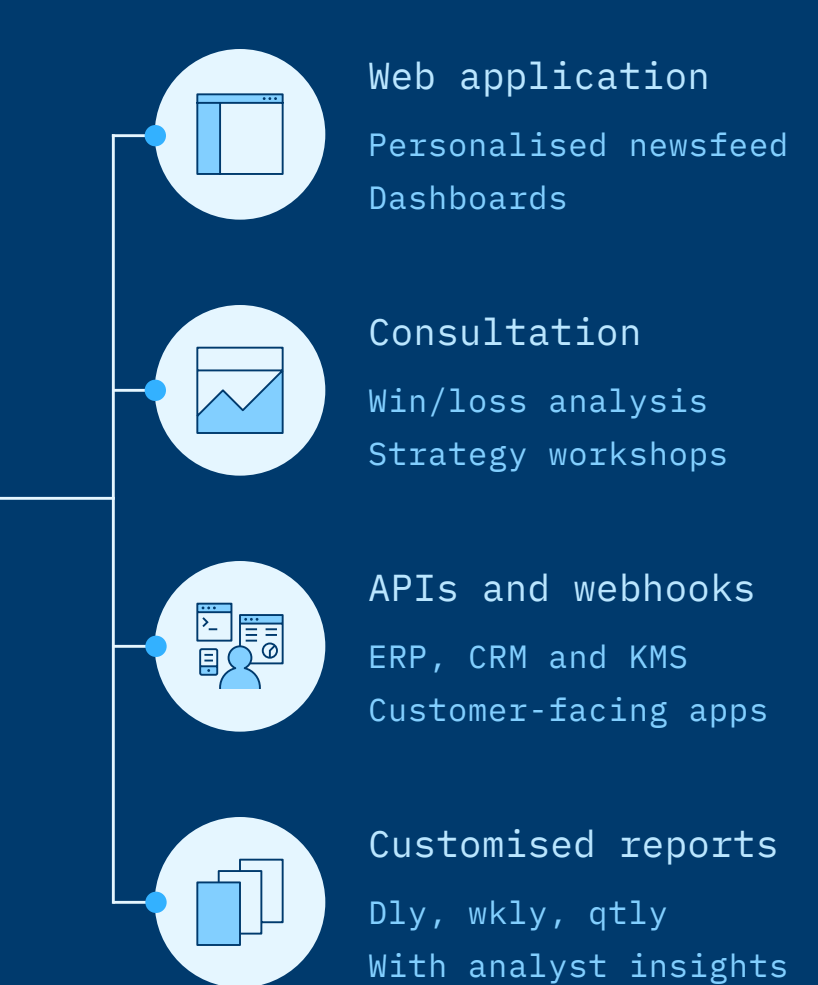 Web application
Personalised newsfeed
Dashboards
Consultation
Win/loss analysis
Strategy workshops
APIs and webhooks
ERP, CRM and KMS
Customer-facing apps
Customised reports
Dly, wkly, qtly
With analyst insights